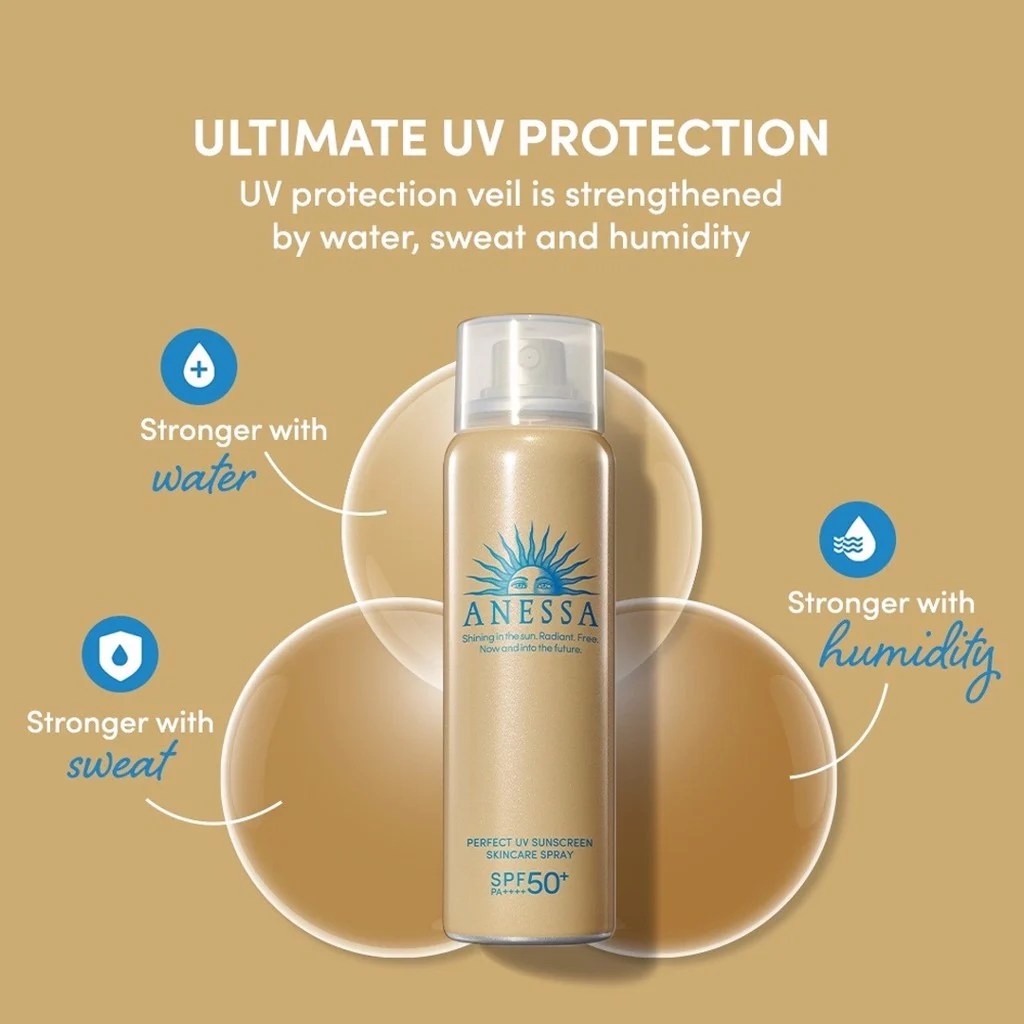 ULTIMATE UV PROTECTION
UV protection veil is strengthened
by water, sweat and humidity
Stronger with
water
Stronger with
humidity
Stronger with
sweat
ANESSA
Shining in the sun. Radiant. Free.
Now and into the future.
PERFECT UV SUNSCREEN
SKINCARE SPRAY
SPF50+
PA++++